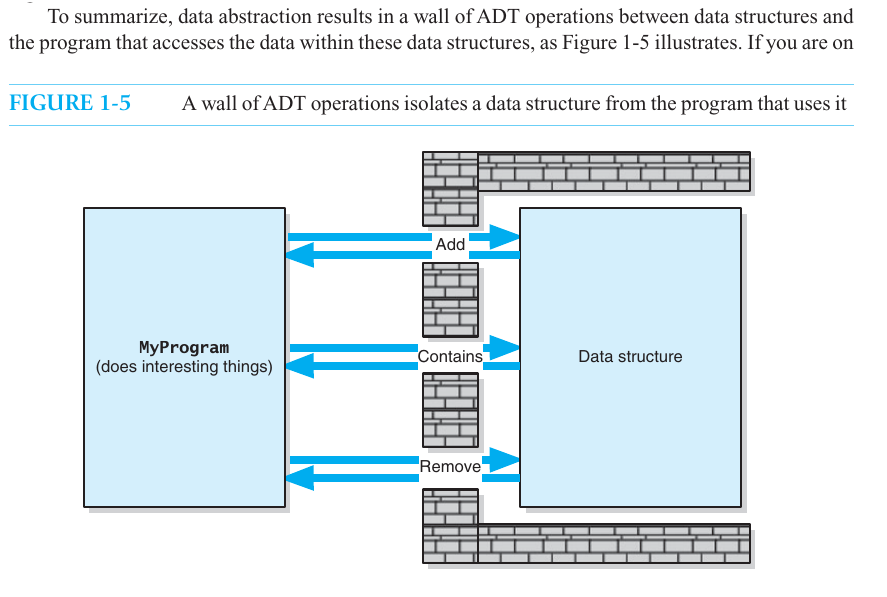 To summarize, data abstraction results in a wall of ADT operations between data structures and
the program that accesses the data within these data structures, as Figure 1-5 illustrates. If you are on
FIGURE 1-5 A wall of ADT operations isolates a data structure from the program that uses it
Add
MyProgram
(does interesting things)
Contains
Data structure
Remove